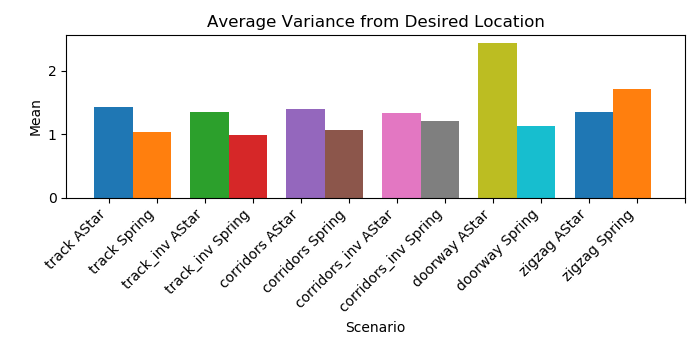 Average Variance from Desired Location
Mean
2
1
0
track AStar
track Spring
track_inv AStar
track_inv Spring
corridors AStar
corridors Spring
corridors_inv AStar
corridors_inv Spring
doorway AStar
doorway Spring
zigzag AStar
zigzag Spring
Scenario